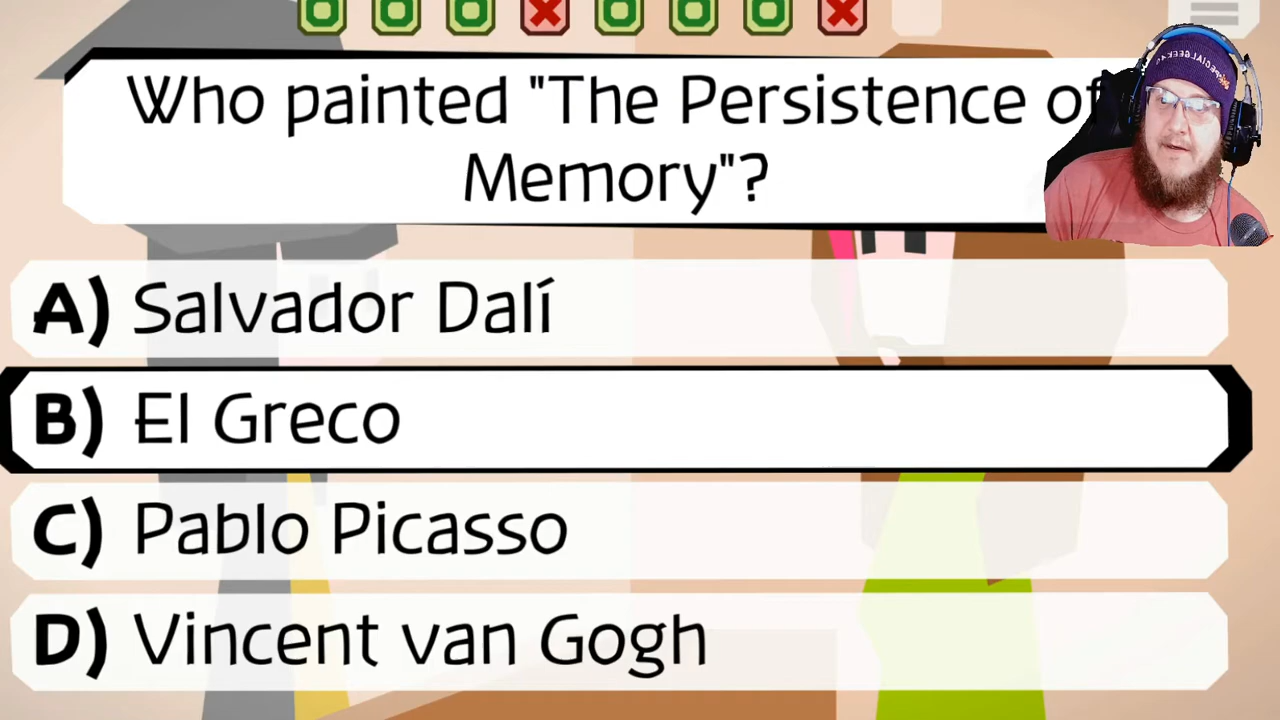 Who painted "The Persistence of
Memory"?
A) Salvador Dalí
B) El Greco
C) Pablo Picasso
D) Vincent van Gogh